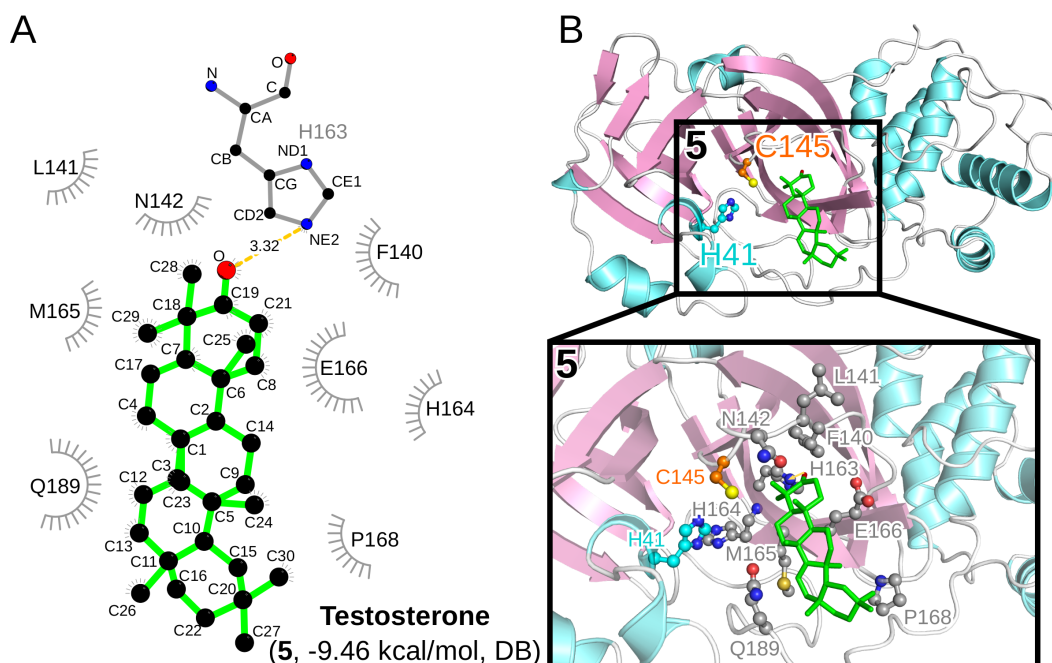 A
O
N
C
CA
H163
ND1
CB
L141
CG
CE1
N142
CD2
NE2
3.32
O
F140
C28
C19
C21
C18
M165
C29
C25
C7
E166
C17
C8
C6
H164
C4
C2
C14
C1
C9
C3
C12
Q189
C23
C5
C24
C10
C13
P168
C15
C30
C11
C16
C20
C26
C22
C27
Testosterone
(5, -9.46 kcal/mol, DB)
B
5
C145
H41
5
L141
N142
F140
C145
H163
H164
H41
E166
M165
P168
Q189